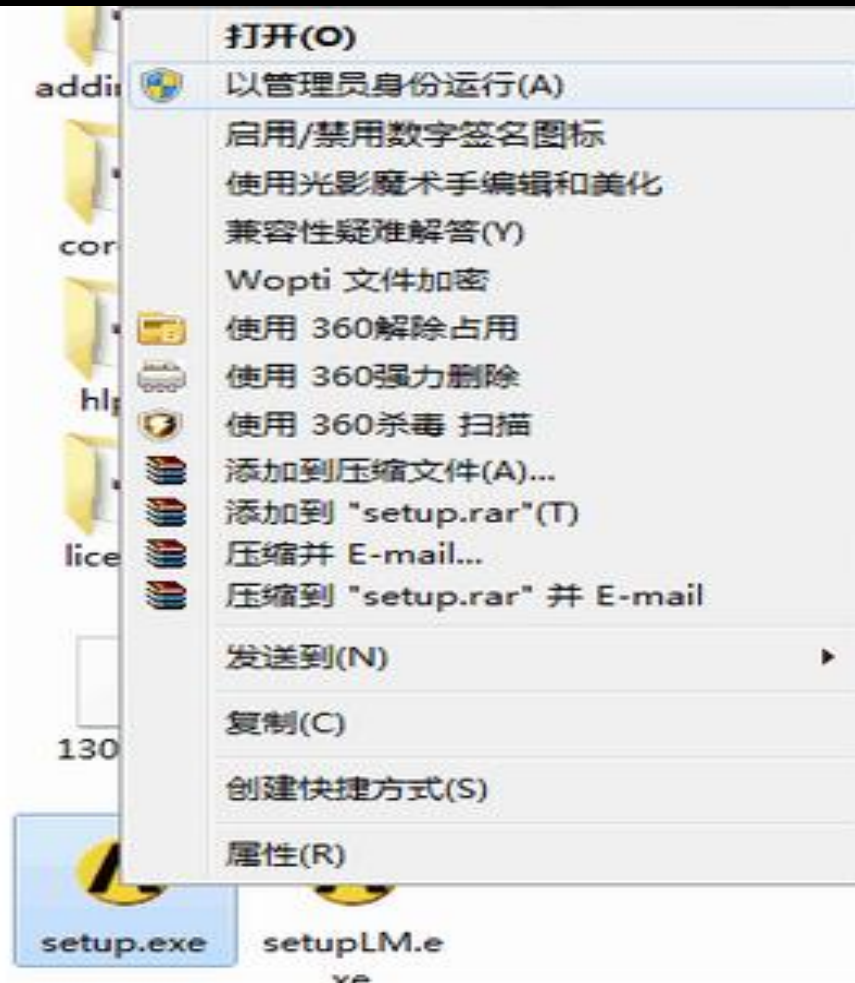 打开(O)
以管理员身份运行(A)
启用/禁用数字签名图标
使用光影魔术手编辑和美化
兼容性疑难解答(Y)
Wopti 文件加密
使用 360解除占用
使用 360强力删除
使用 360杀毒 扫描
添加到压缩文件(A)...
添加到 "setup.rar"(T)
压缩并 E-mail...
压缩到 "setup.rar" 并 E-mail
发送到(N)
复制(C)
创建快捷方式(S)
属性(R)
addi
cor
hl
lice
130
setup.exe
setupLM.e
xe